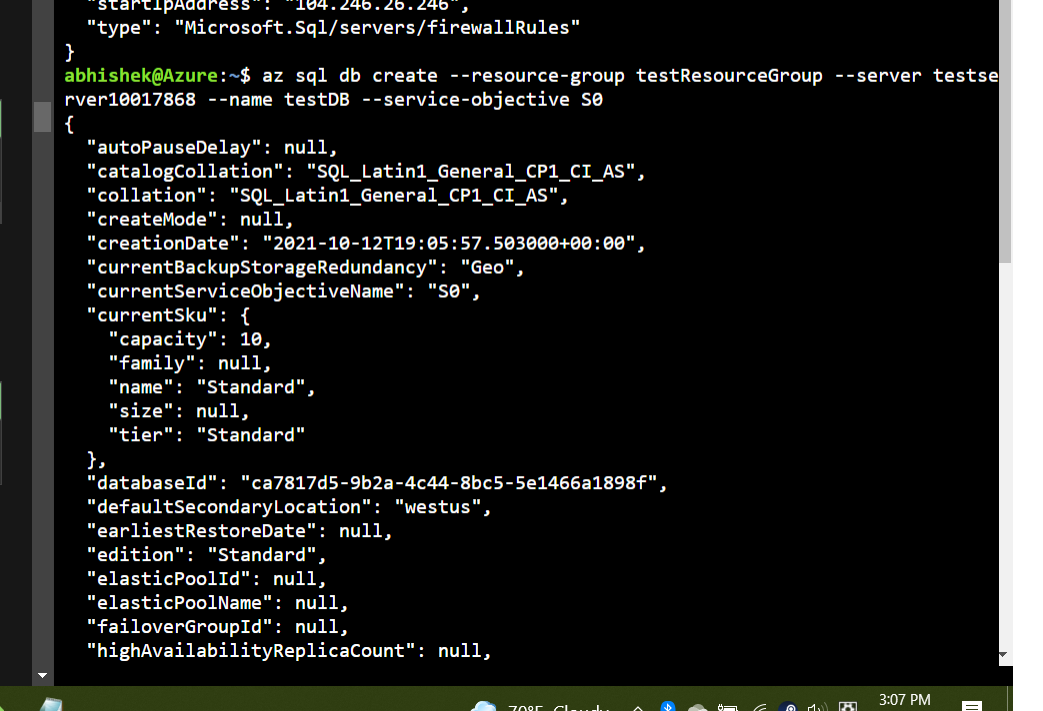 "startIpAddress": "104.246.26.246",
"type": "Microsoft.Sql/servers/firewallRules"
}
abhishek@Azure:~$ az sql db create --resource-group testResourceGroup --server testse
rver10017868 --name testDB --service-objective S0
{
"autoPauseDelay": null,
"catalogCollation": "SQL_Latin1_General_CP1_CI_AS",
"collation": "SQL_Latin1_General_CP1_CI_AS",
"createMode": null,
"creationDate": "2021-10-12T19:05:57.503000+00:00",
"currentBackupStorageRedundancy": "Geo",
"currentServiceObjectiveName": "S0",
"currentSku": {
"capacity": 10,
"family": null,
"name": "Standard",
"size": null,
"tier": "Standard"
},
"databaseId": "ca7817d5-9b2a-4c44-8bc5-5e1466a1898f",
"defaultSecondaryLocation": "westus",
"earliestRestoreDate": null,
"edition": "Standard",
"elasticPoolId": null,
"elasticPoolName": null,
"failoverGroupId": null,
"highAvailabilityReplicaCount": null,
70°F Cloudy
3:07 PM